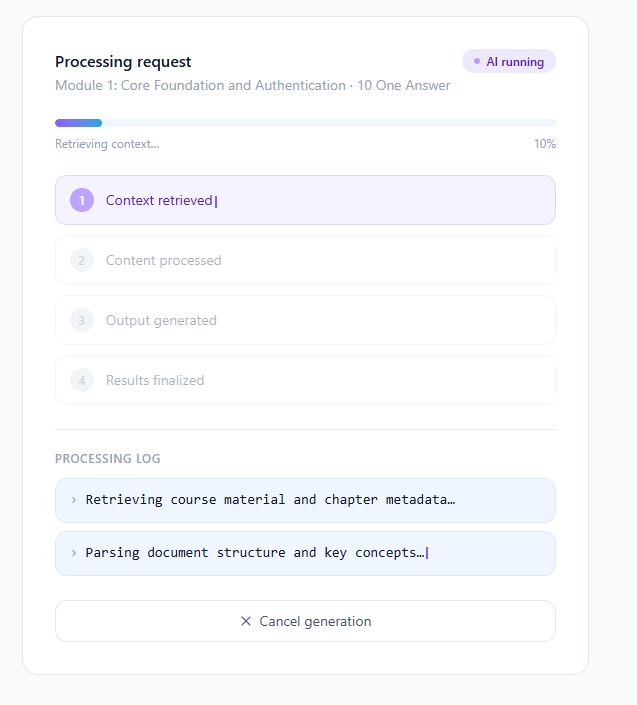 Processing request
AI running
Module 1: Core Foundation and Authentication · 10 One Answer
Retrieving context...
10%
1 Context retrieved|
2 Content processed
3 Output generated
4 Results finalized
PROCESSING LOG
› Retrieving course material and chapter metadata…
› Parsing document structure and key concepts…|
× Cancel generation